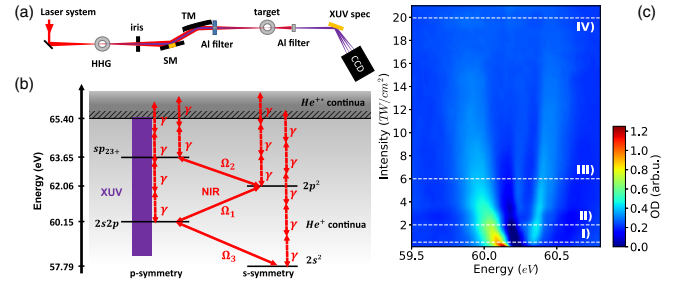 (a)
Laser system
iris
TM
target
XUV spec
HHG
SM
Al filter
Al filter
CCD
(b)
Energy (eV)
65.40
63.65
62.06
60.15
57.79
He⁺* continua
sp₂₃₊
γ γ γ γ γ
γ γ γ γ
Ω₂
XUV
NIR
2p²
γ γ
Ω₁
He⁺ continua
2s2p
γ
Ω₃
γ
2s²
p-symmetry
s-symmetry
(c)
Intensity (TW/cm²)
20
18
16
14
12
10
8
6
4
2
IV)
III)
II)
I)
59.5
60.0
60.5
Energy (eV)
1.2
1.0
0.8
0.6
0.4
0.2
0.0
OD (arb.u.)